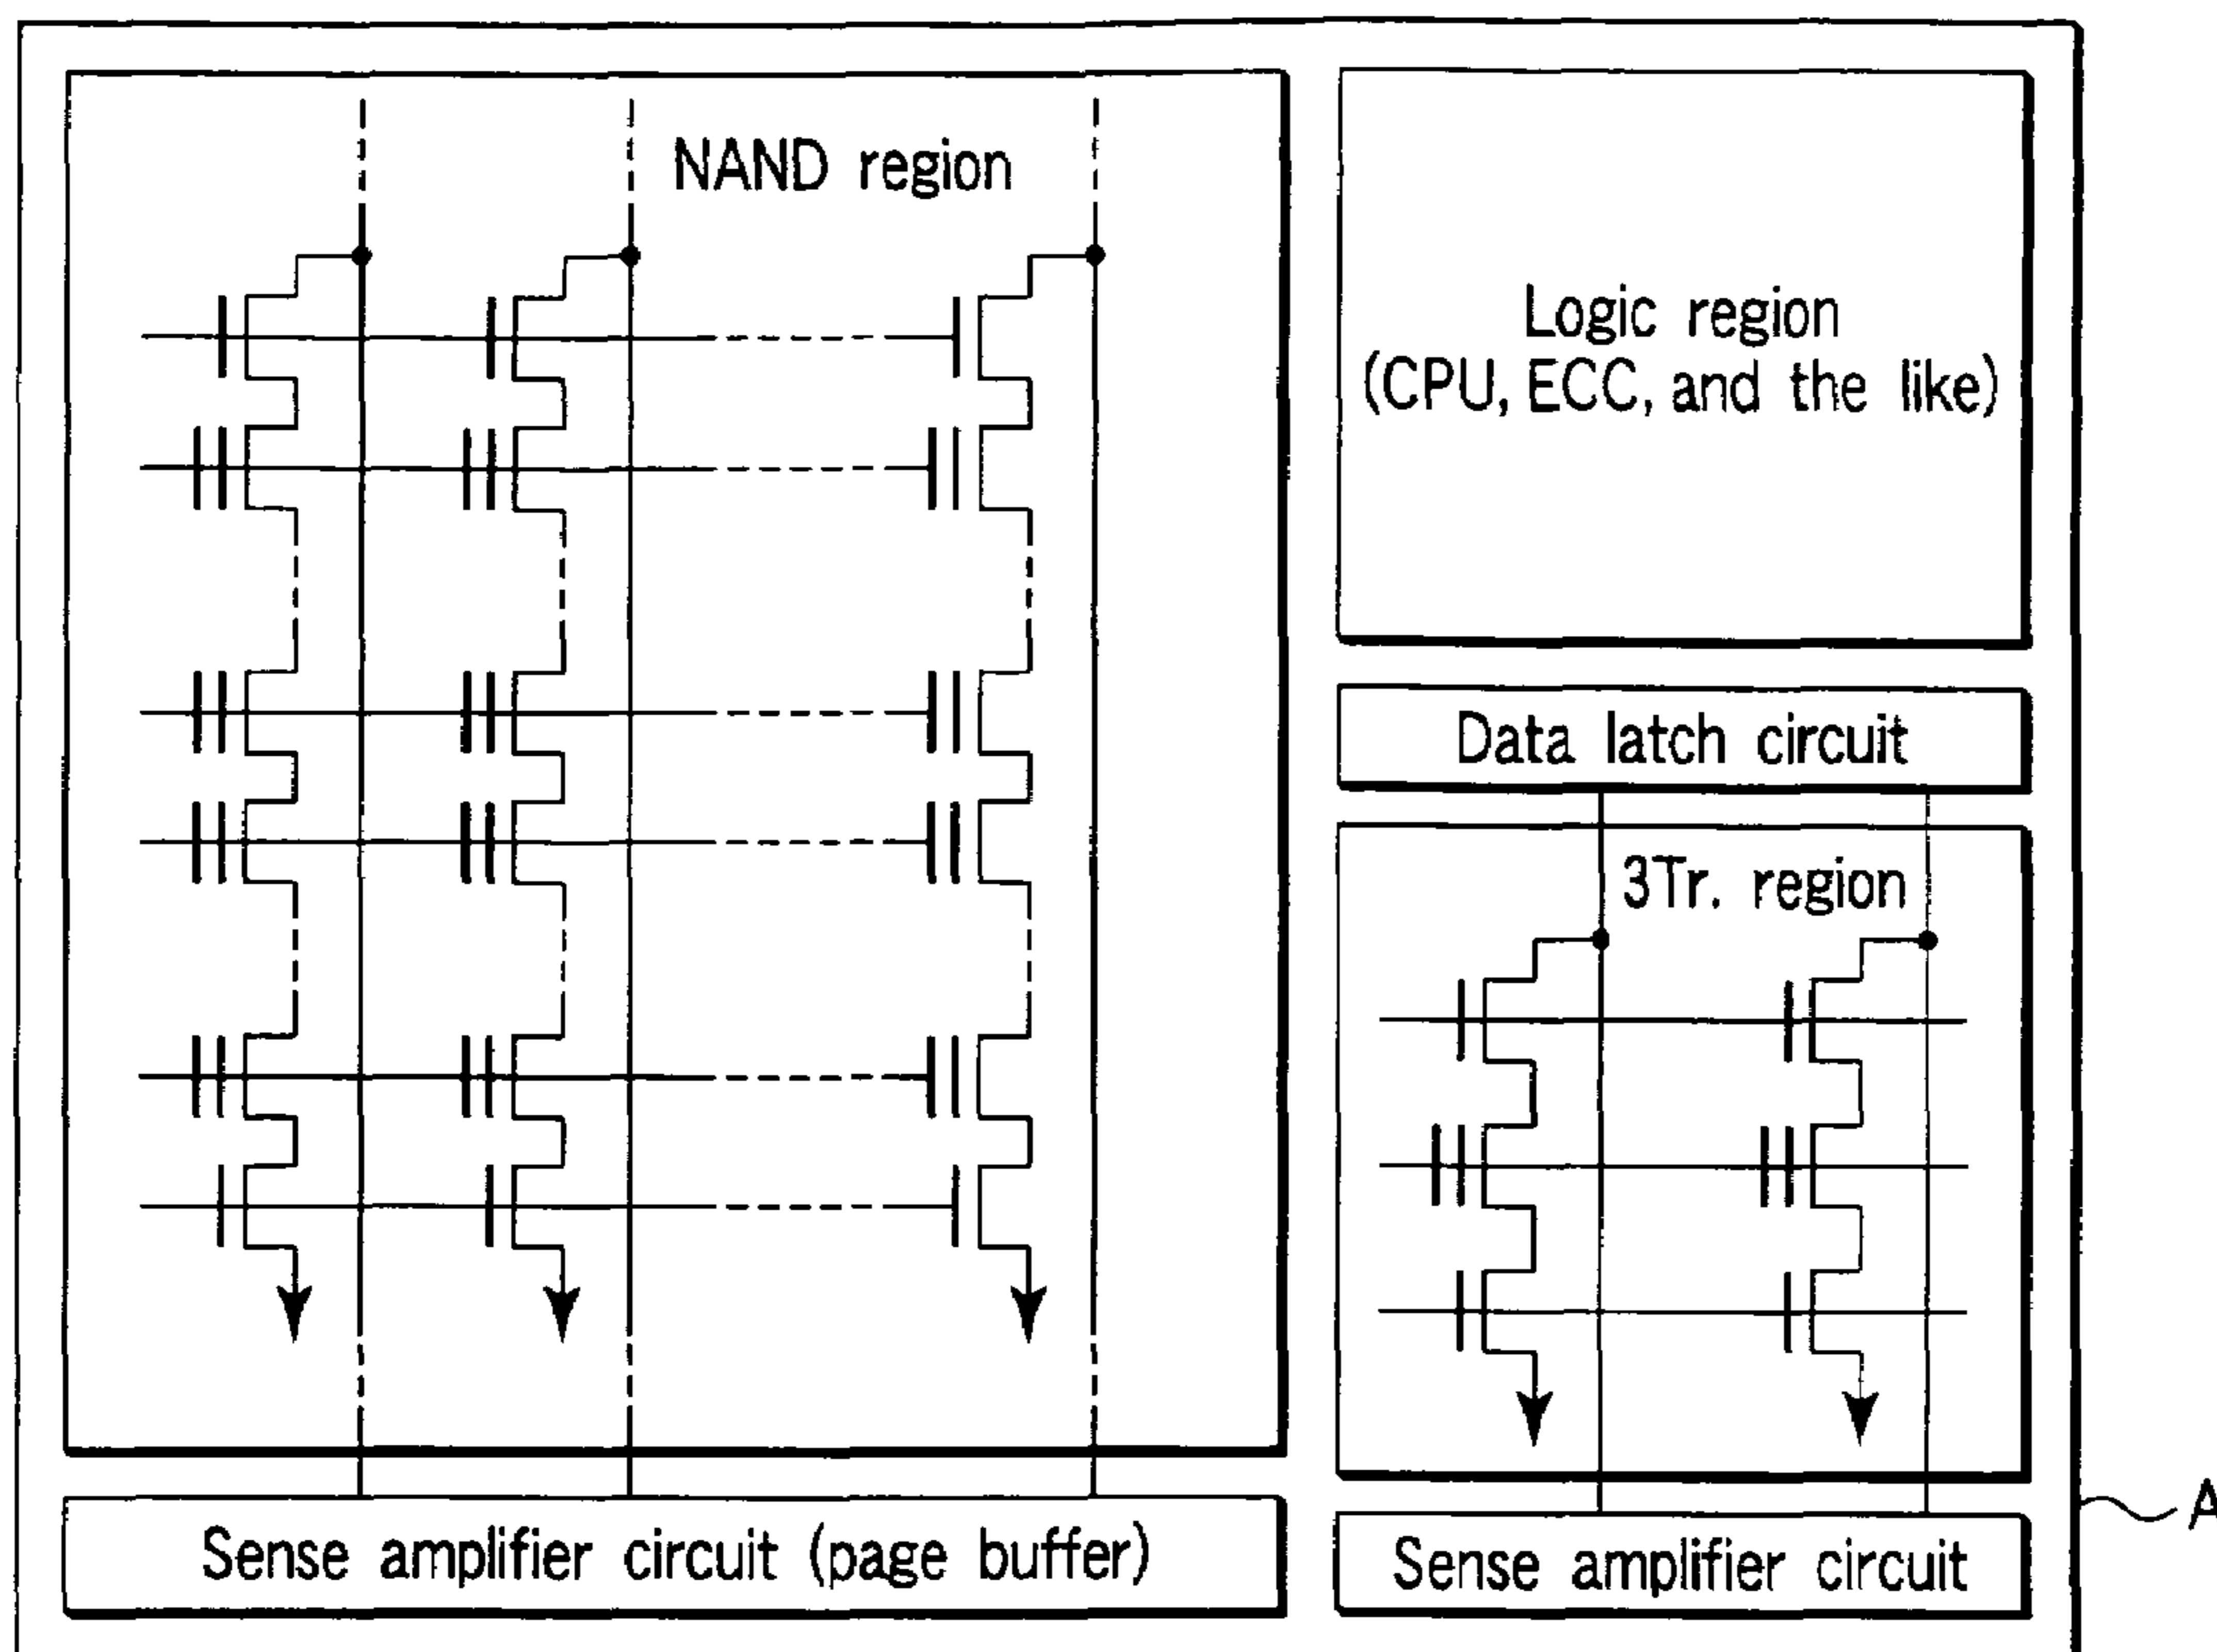 NAND region
Logic region
(CPU, ECC, and the like)
Data latch circuit
3Tr. region
Sense amplifier circuit (page buffer)
Sense amplifier circuit
A